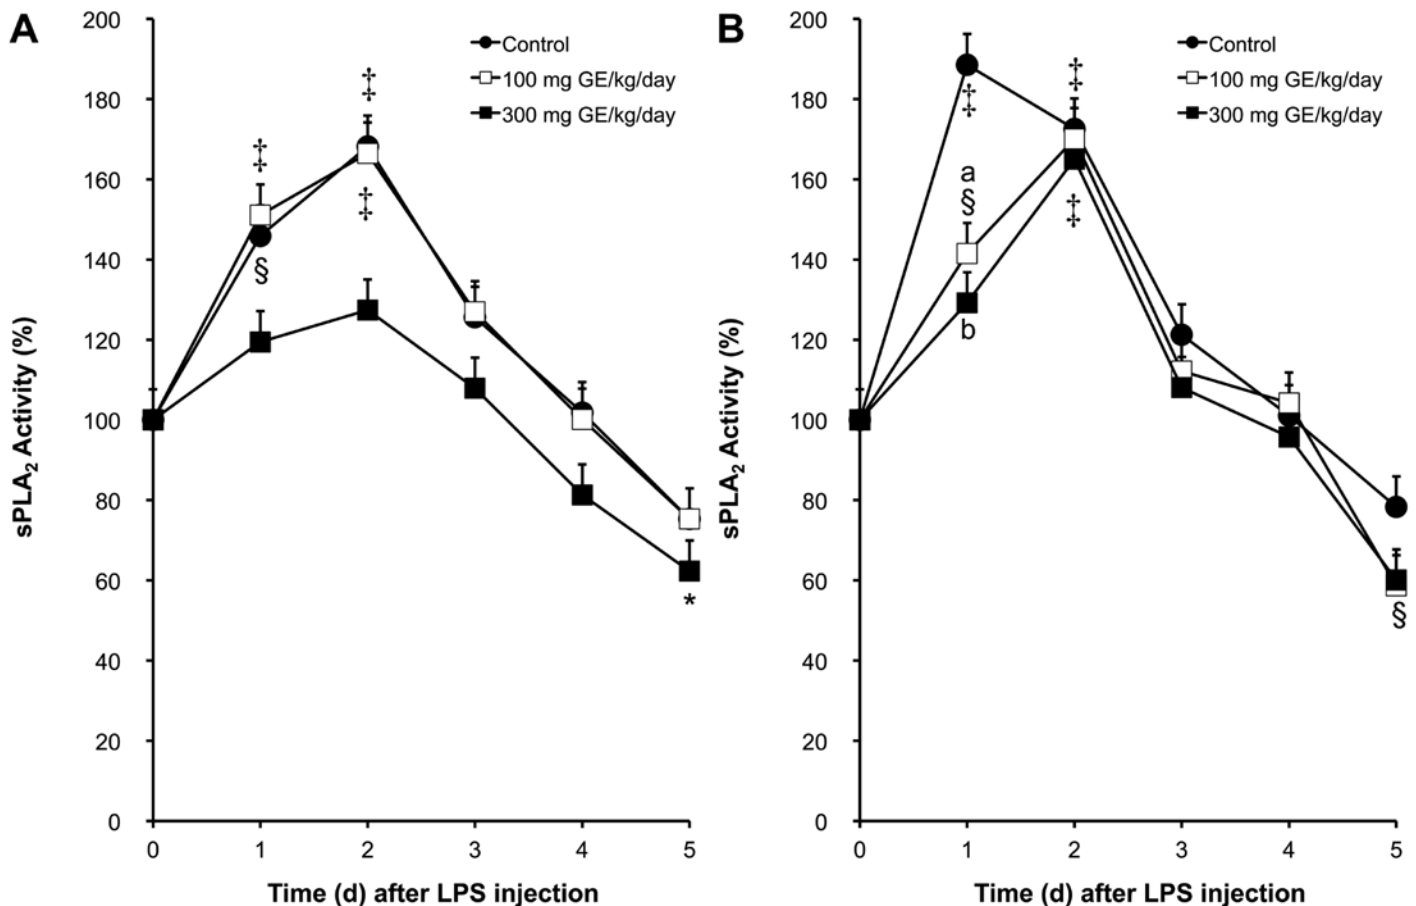 A
sPLA₂ Activity (%)
200
180
160
140
120
100
80
60
40
20
0
Control
100 mg GE/kg/day
300 mg GE/kg/day
‡
‡
‡
‡
§
‡
‡
*
0 1 2 3 4 5
Time (d) after LPS injection
B
sPLA₂ Activity (%)
200
180
160
140
120
100
80
60
40
20
0
Control
100 mg GE/kg/day
300 mg GE/kg/day
‡
‡
‡
‡
a
§
b
‡
‡
§
0 1 2 3 4 5
Time (d) after LPS injection